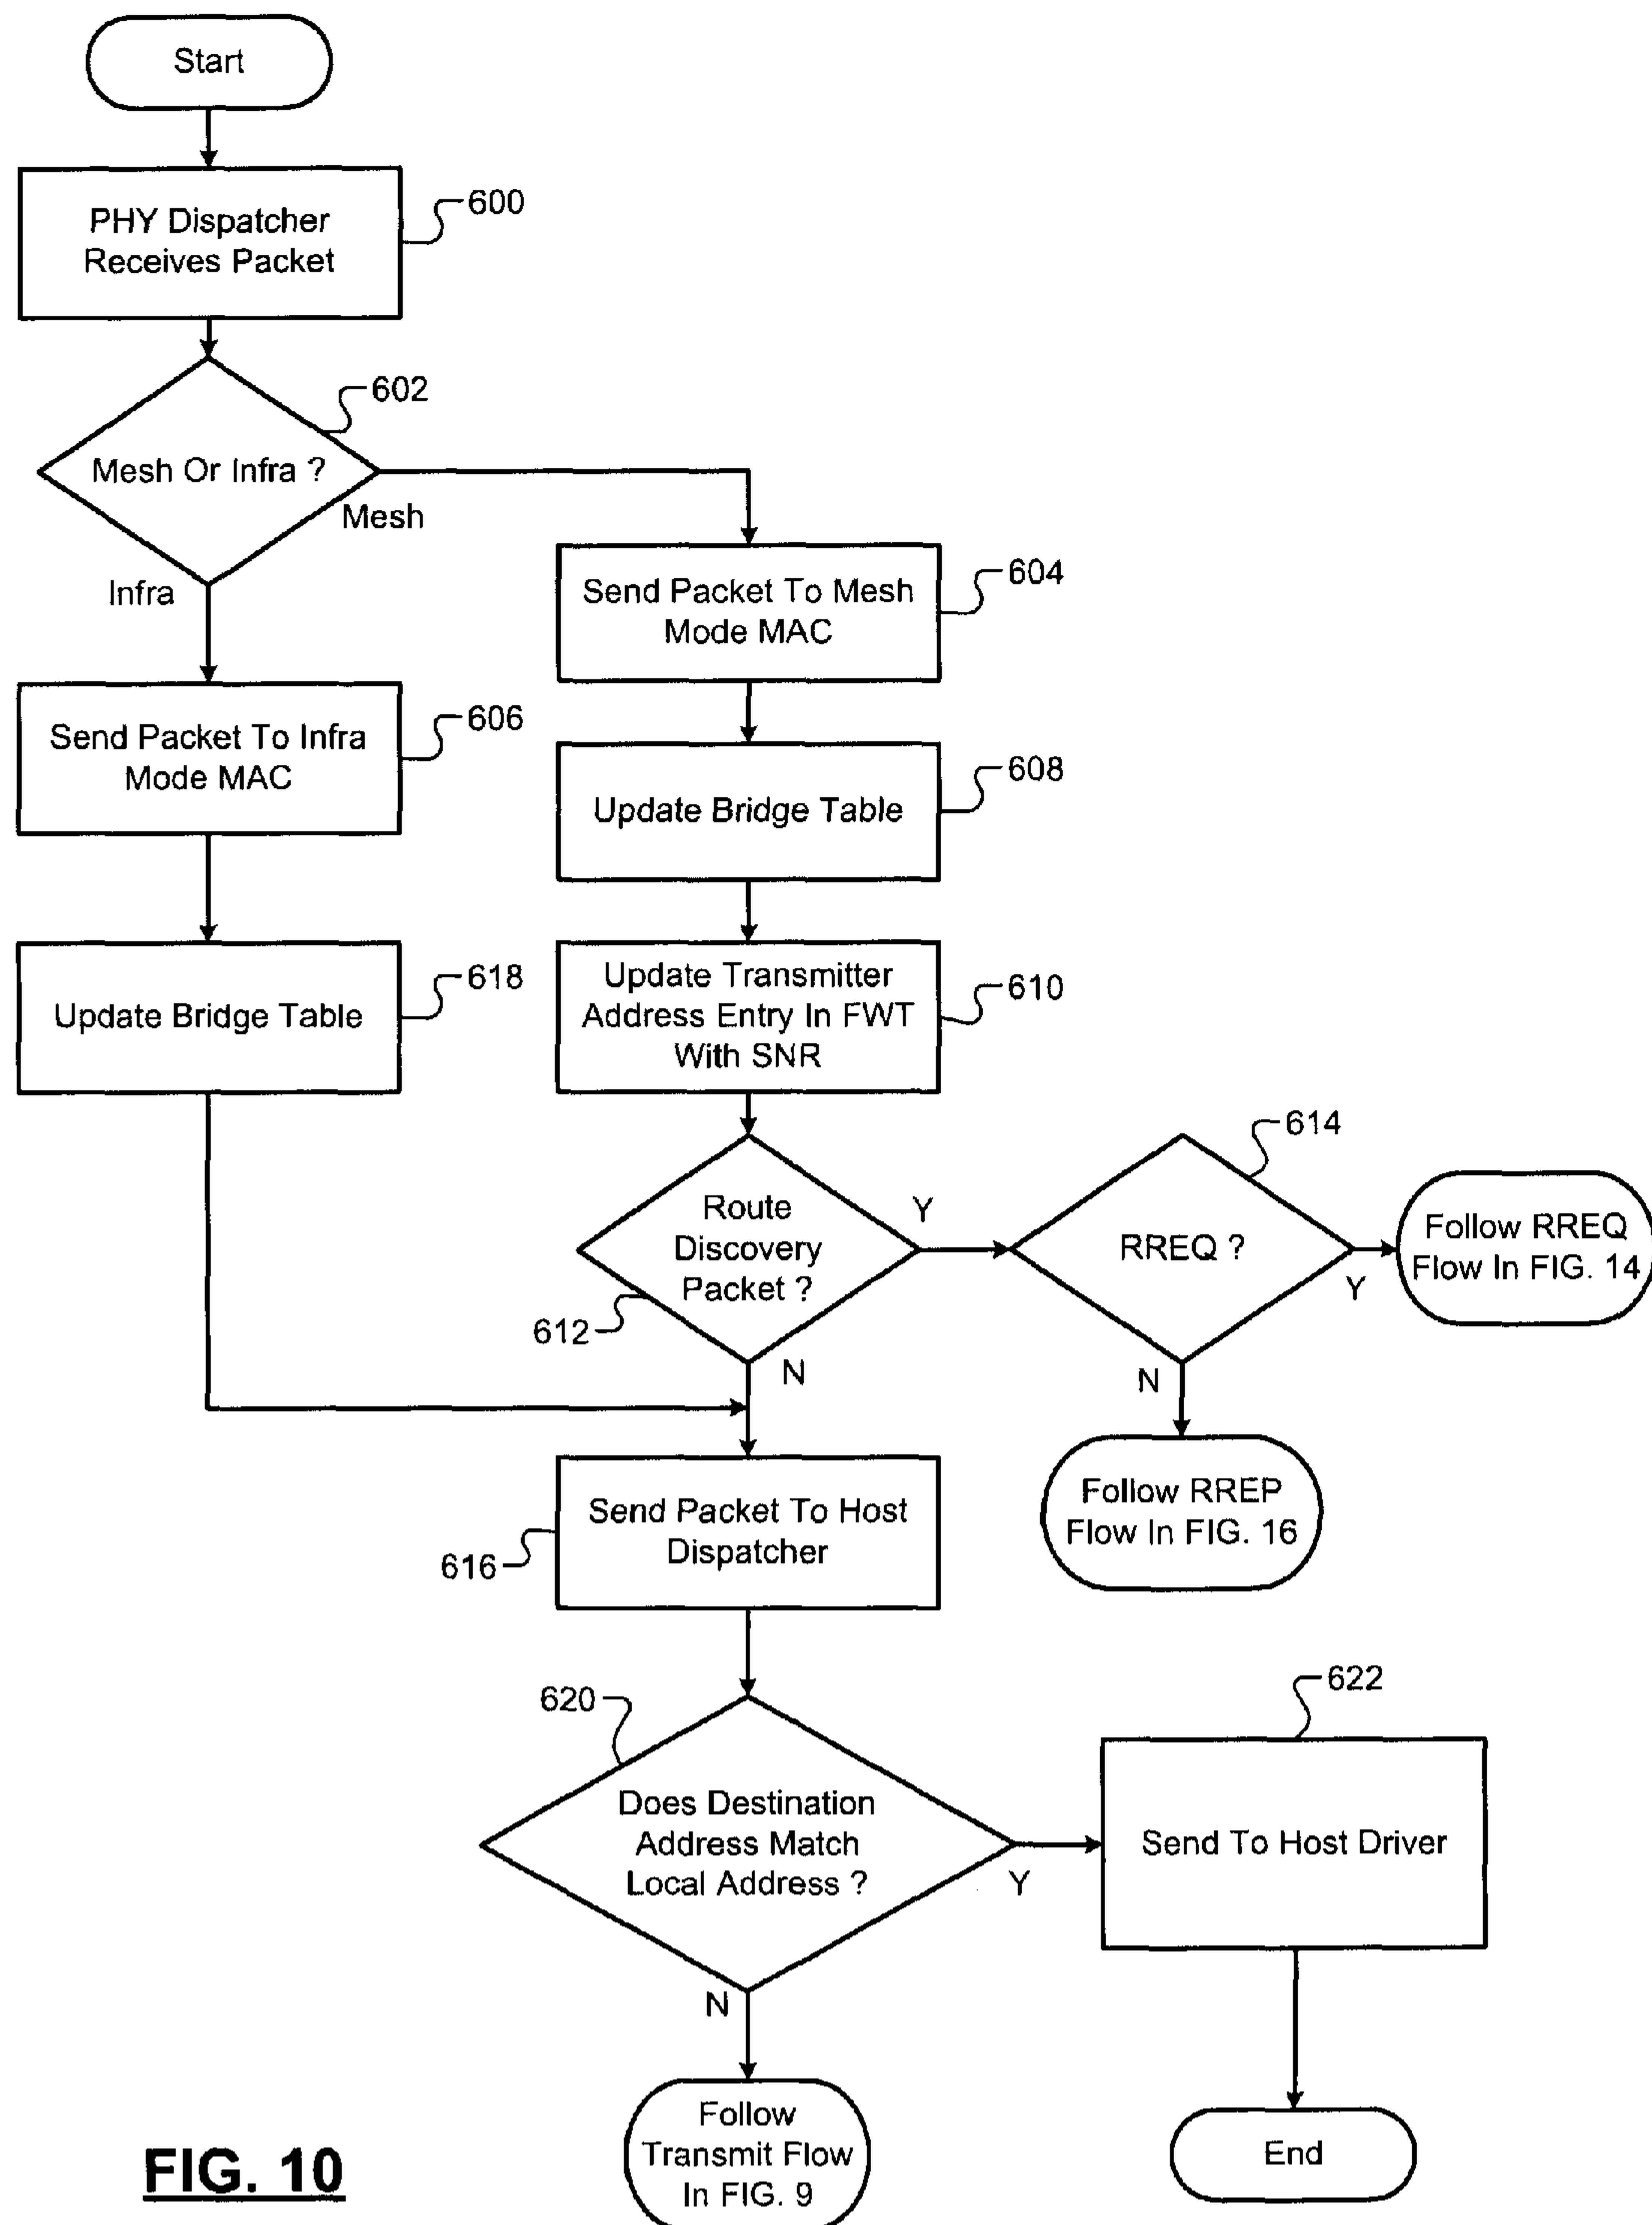 Start
PHY Dispatcher
Receives Packet
600
602
Mesh Or Infra ?
Mesh
Infra
Send Packet To Mesh
Mode MAC
604
Send Packet To Infra
Mode MAC
606
Update Bridge Table
608
Update Bridge Table
618
Update Transmitter
Address Entry In FWT
With SNR
610
Route
Discovery
Packet ?
612
Y
N
614
RREQ ?
Y
N
Follow RREQ
Flow In FIG. 14
Follow RREP
Flow In FIG. 16
Send Packet To Host
Dispatcher
616
620
Does Destination
Address Match
Local Address ?
Y
N
622
Send To Host Driver
Follow
Transmit Flow
In FIG. 9
End
FIG. 10